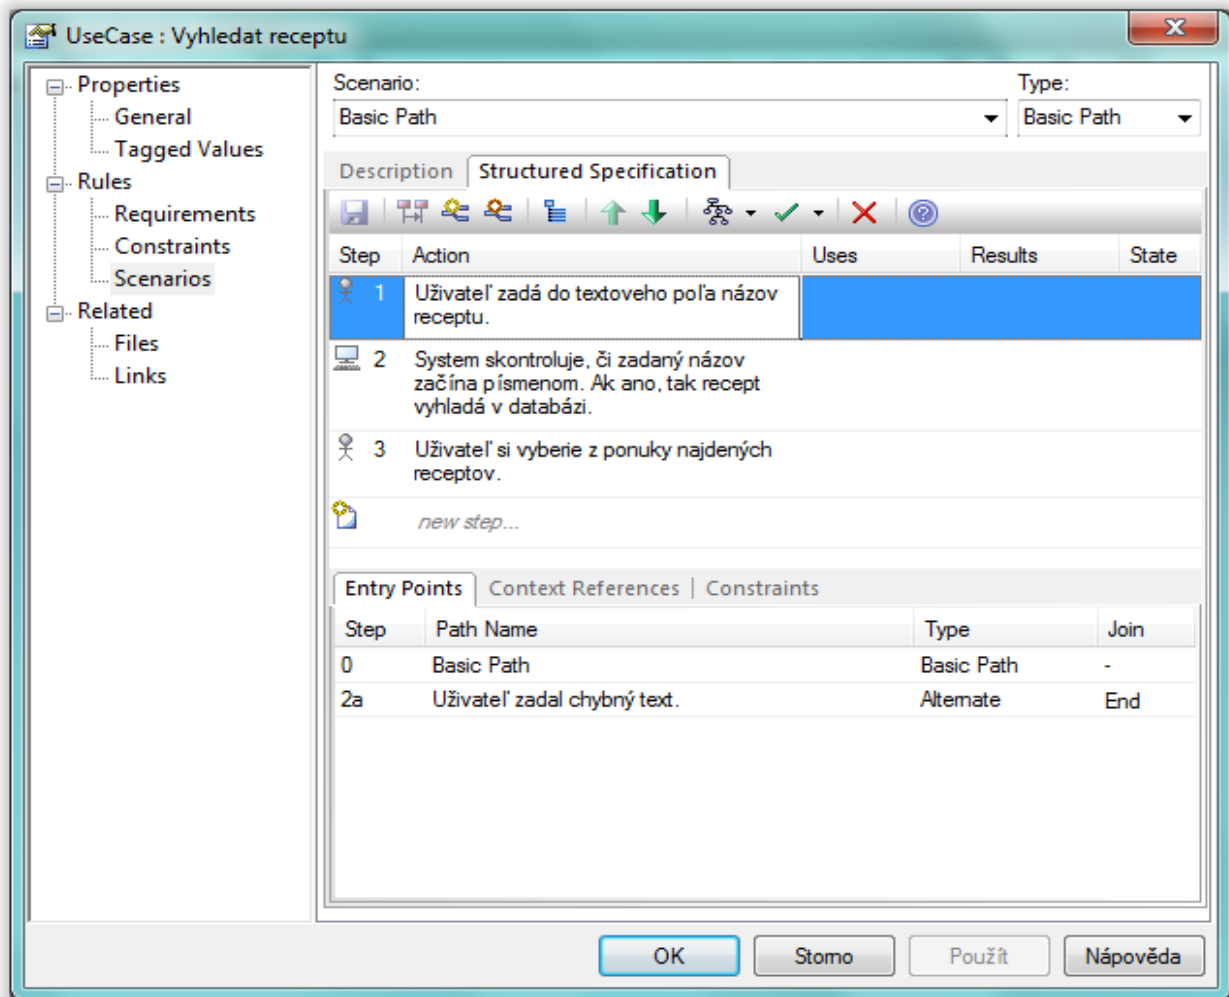 UseCase : Vyhledat receptu
Properties
General
Tagged Values
Rules
Requirements
Constraints
Scenarios
Related
Files
Links
Scenario:
Type:
Basic Path
Basic Path
Description
Structured Specification
Step Action Uses Results State
1 Uživateľ zadá do textoveho poľa názov
receptu.
2 System skontroluje, či zadaný názov
začína písmenom. Ak ano, tak recept
vyhladá v databázi.
3 Uživateľ si vyberie z ponuky najdených
receptov.
new step...
Entry Points Context References | Constraints
Step Path Name Type Join
0 Basic Path Basic Path -
2a Uživateľ zadal chybný text. Alternate End
OK Storno Použít Nápověda